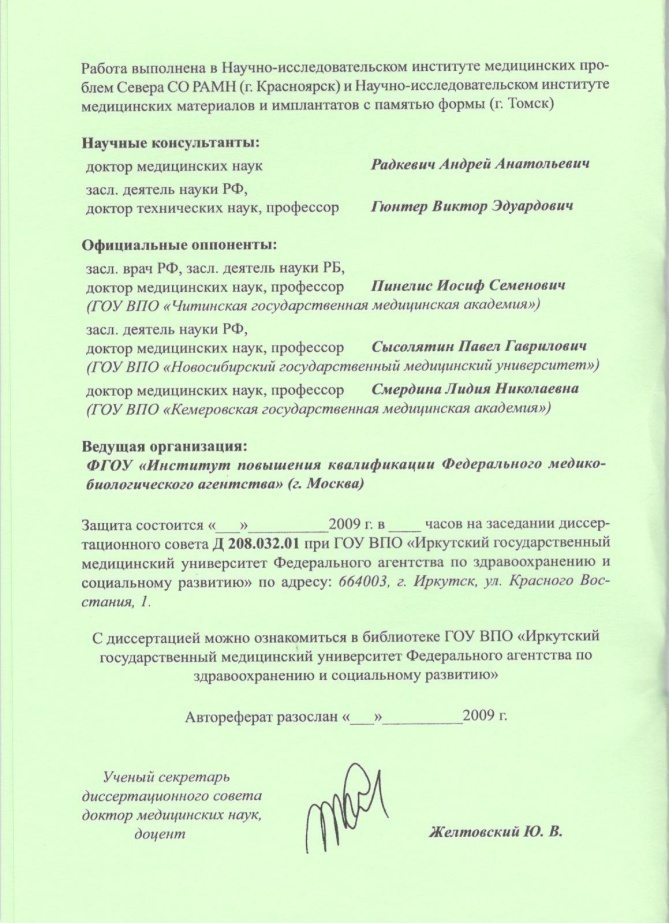 Работа выполнена в Научно-исследовательском институте медицинских про-
блем Севера СО РАМН (г. Красноярск) и Научно-исследовательском институте
медицинских материалов и имплантатов с памятью формы (г. Томск)
Научные консультанты:
доктор медицинских наук Радкевич Андрей Анатольевич
засл. деятель науки РФ,
доктор технических наук, профессор Гюнтер Виктор Эдуардович
Официальные оппоненты:
засл. врач РФ, засл. деятель науки РБ,
доктор медицинских наук, профессор Пинелис Иосиф Семенович
(ГОУ ВПО «Читинская государственная медицинская академия»)
засл. деятель науки РФ,
доктор медицинских наук, профессор Сысолятин Павел Гаврилович
(ГОУ ВПО «Новосибирский государственный медицинский университет»)
доктор медицинских наук, профессор Смердина Лидия Николаевна
(ГОУ ВПО «Кемеровская государственная медицинская академия»)
Ведущая организация:
ФГОУ «Институт повышения квалификации Федерального медико-
биологического агентства» (г. Москва)
Защита состоится «___»__________2009 г. в ____ часов на заседании диссер-
тационного совета Д 208.032.01 при ГОУ ВПО «Иркутский государственный
медицинский университет Федерального агентства по здравоохранению и
социальному развитию» по адресу: 664003, г. Иркутск, ул. Красного Вос-
стания, 1.
С диссертацией можно ознакомиться в библиотеке ГОУ ВПО «Иркутский
государственный медицинский университет Федерального агентства по
здравоохранению и социальному развитию»
Автореферат разослан «___»__________2009 г.
Ученый секретарь
диссертационного совета
доктор медицинских наук,
доцент Желтовский Ю. В.